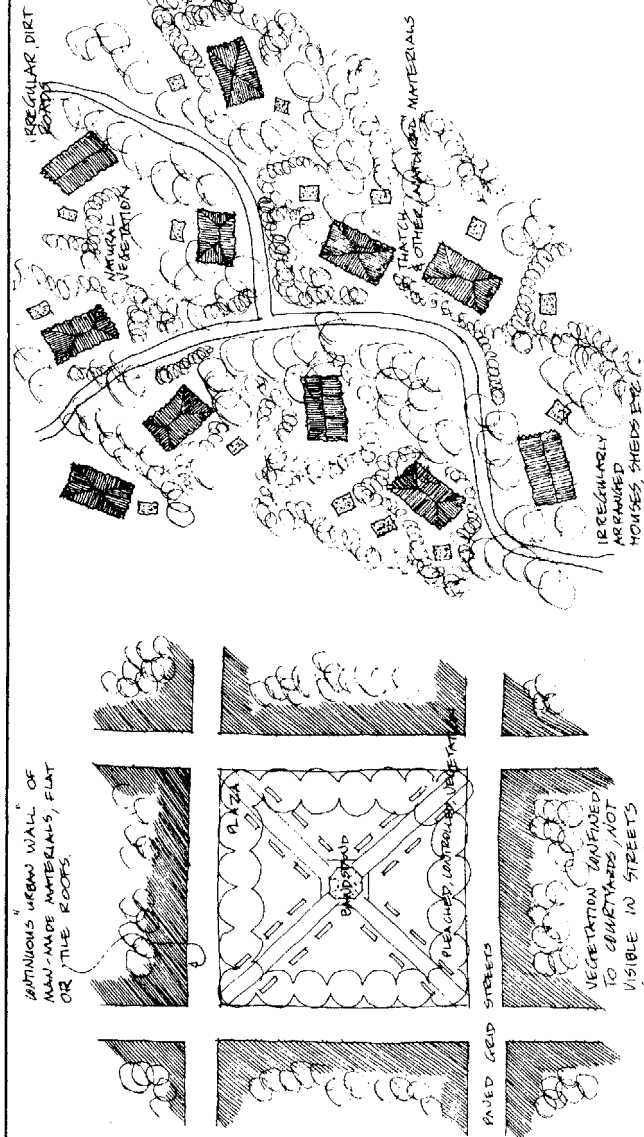 "CONTINUOUS URBAN WALL" OF
MAN-MADE MATERIALS, FLAT
OR TILE ROOFS.
PLAZA
BANDSTAND
PLEACHED, CONTROLLED, VEGETATION
PAVED GRID STREETS
VEGETATION CONFINED
TO COURTYARDS, NOT
VISIBLE IN STREETS
IRREGULAR, DIRT
ROADS
NATURAL
VEGETATION
THATCH
& OTHER NATURAL MATERIALS
IRREGULARLY
ARRANGED
HOUSES, SHEDS ETC.